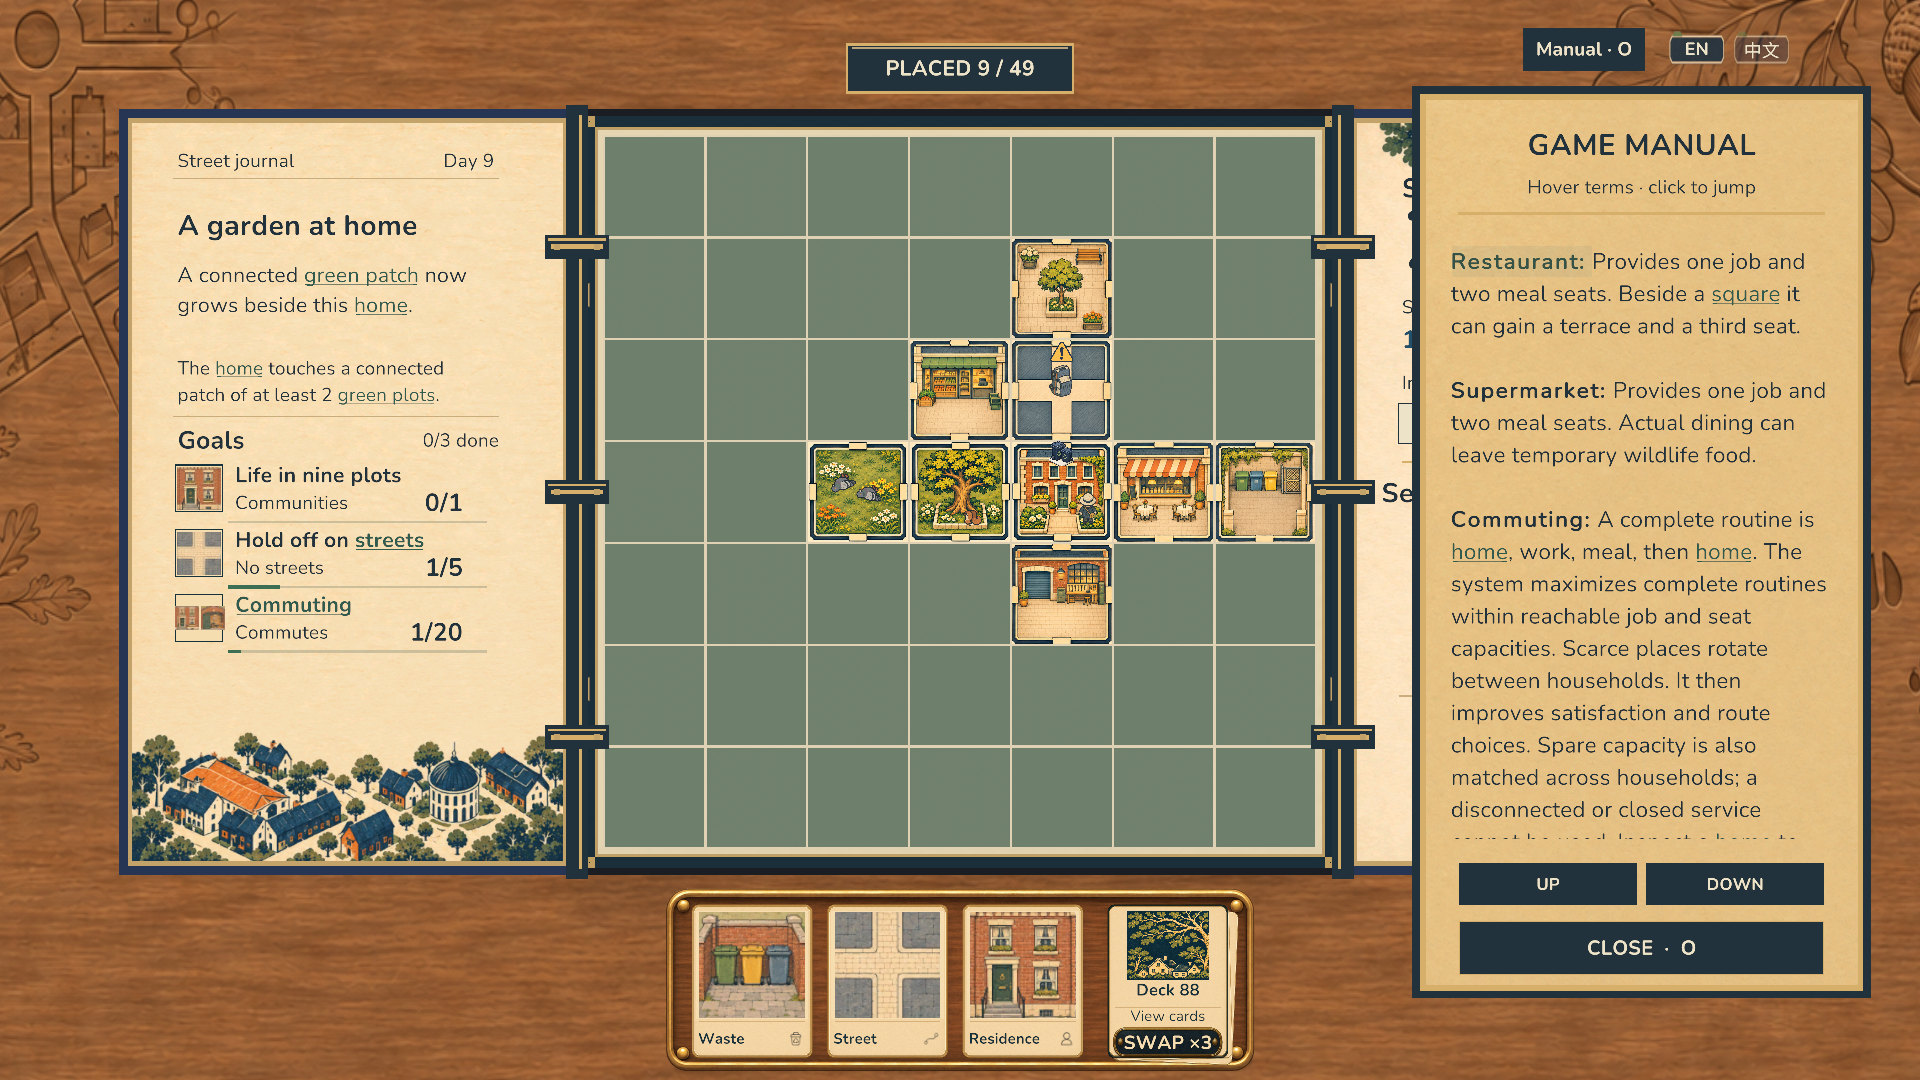 PLACED 9 / 49
Manual · O
EN
中文
Street journal
Day 9
A garden at home
A connected green patch now
grows beside this home.
The home touches a connected
patch of at least 2 green plots.
Goals
0/3 done
Life in nine plots
Communities
0/1
Hold off on streets
No streets
1/5
Commuting
Commutes
1/20
Se
GAME MANUAL
Hover terms · click to jump
Restaurant: Provides one job and
two meal seats. Beside a square it
can gain a terrace and a third seat.
Supermarket: Provides one job and
two meal seats. Actual dining can
leave temporary wildlife food.
Commuting: A complete routine is
home, work, meal, then home. The
system maximizes complete routines
within reachable job and seat
capacities. Scarce places rotate
between households. It then
improves satisfaction and route
choices. Spare capacity is also
matched across households; a
disconnected or closed service
UP
DOWN
CLOSE · O
Waste
Street
Residence
Deck 88
View cards
SWAP ×3